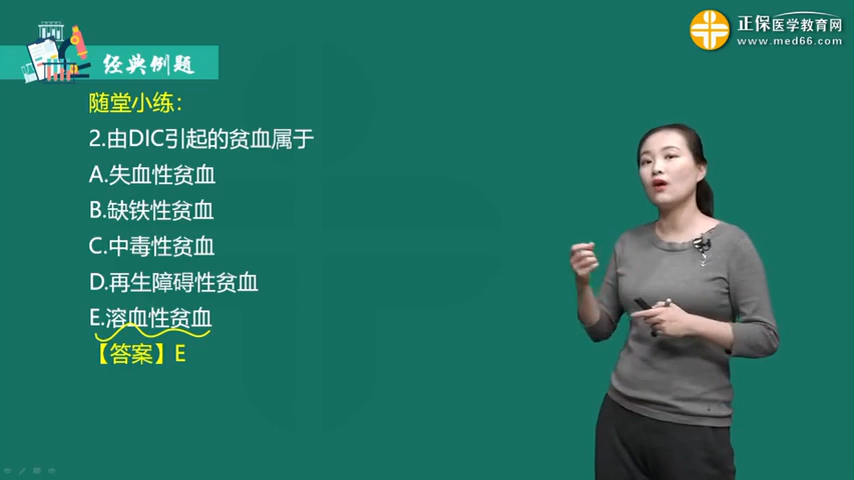 正保医学教育网
www.med66.com
经典例题
随堂小练：
2.由DIC引起的贫血属于
A.失血性贫血
B.缺铁性贫血
C.中毒性贫血
D.再生障碍性贫血
E.溶血性贫血
【答案】E